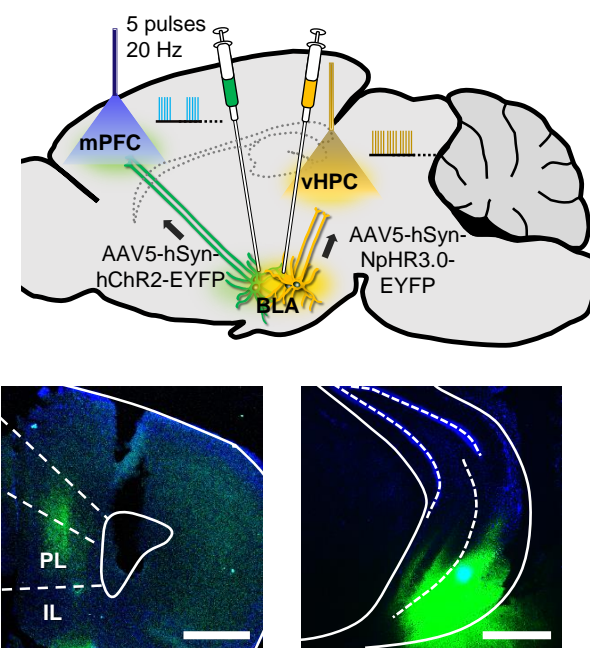 5 pulses
20 Hz
mPFC
vHPC
AAV5-hSyn-
hChR2-EYFP
AAV5-hSyn-
NpHR3.0-
EYFP
BLA
PL
IL